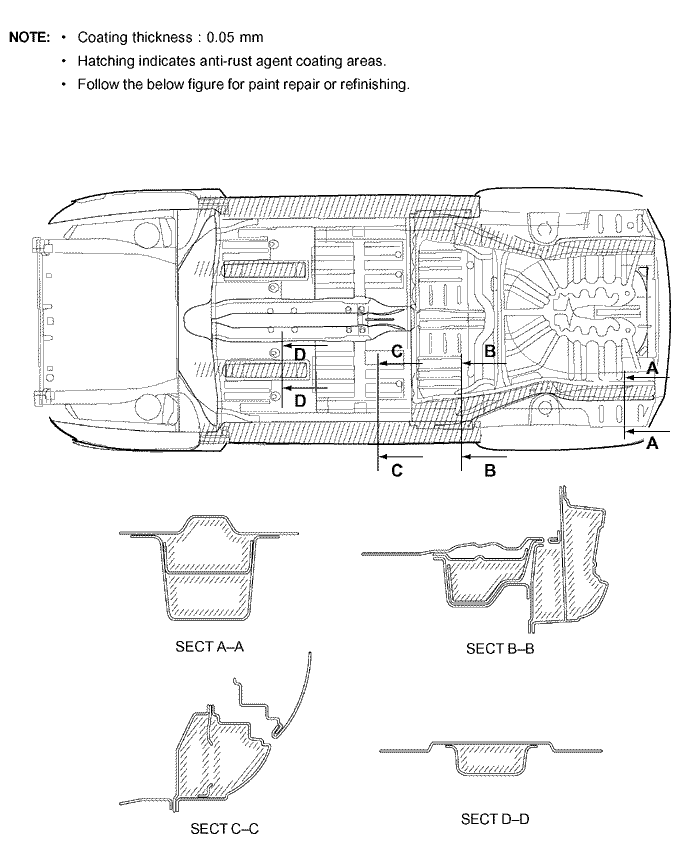 NOTE: • Coating thickness : 0.05 mm
• Hatching indicates anti-rust agent coating areas.
• Follow the below figure for paint repair or refinishing.
D C B A
D
A
C B
SECT A–A SECT B–B
SECT C–C SECT D–D